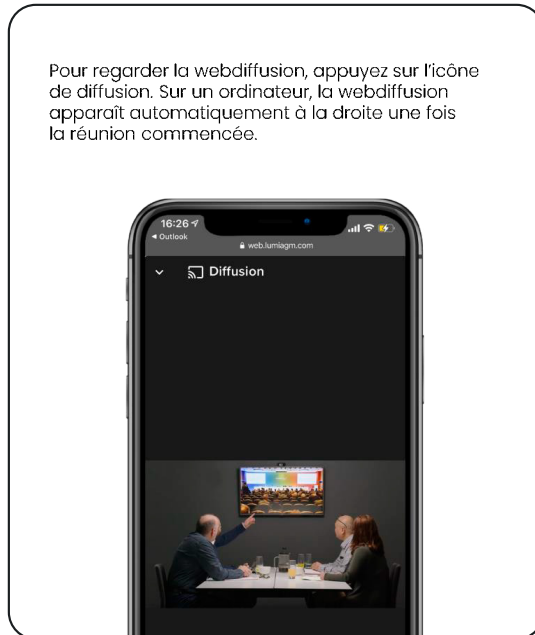 Pour regarder la webdiffusion, appuyez sur l'icône
de diffusion. Sur un ordinateur, la webdiffusion
apparaît automatiquement à la droite une fois
la réunion commencée.
16:26
Outlook
web.lumiagm.com
Diffusion